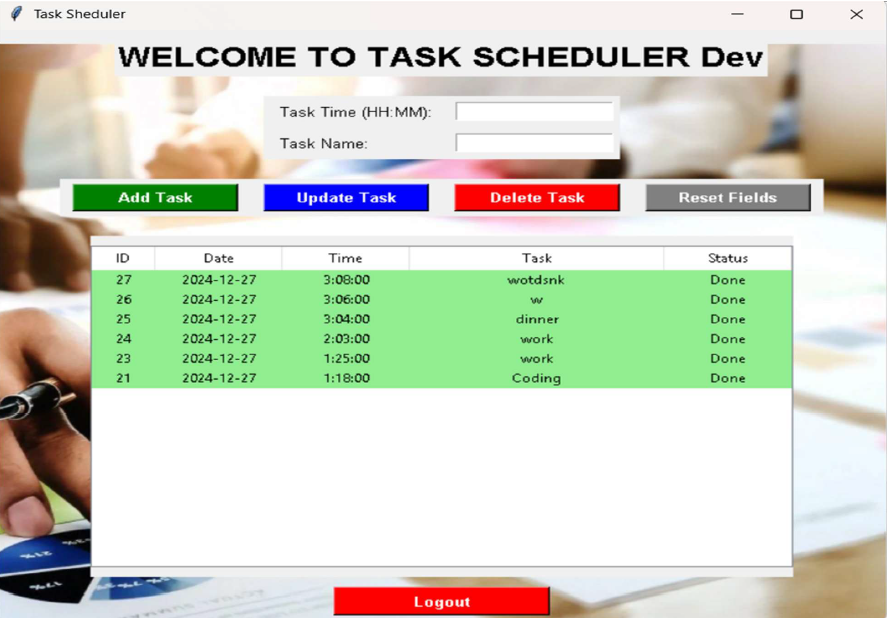 Task Sheduler
WELCOME TO TASK SCHEDULER Dev
Task Time (HH:MM):
Task Name:
Add Task Update Task Delete Task Reset Fields
ID Date Time Task Status
27 2024-12-27 3:08:00 wotdsnk Done
26 2024-12-27 3:06:00 w Done
25 2024-12-27 3:04:00 dinner Done
24 2024-12-27 2:03:00 work Done
23 2024-12-27 1:25:00 work Done
21 2024-12-27 1:18:00 Coding Done
21%
17%
Logout